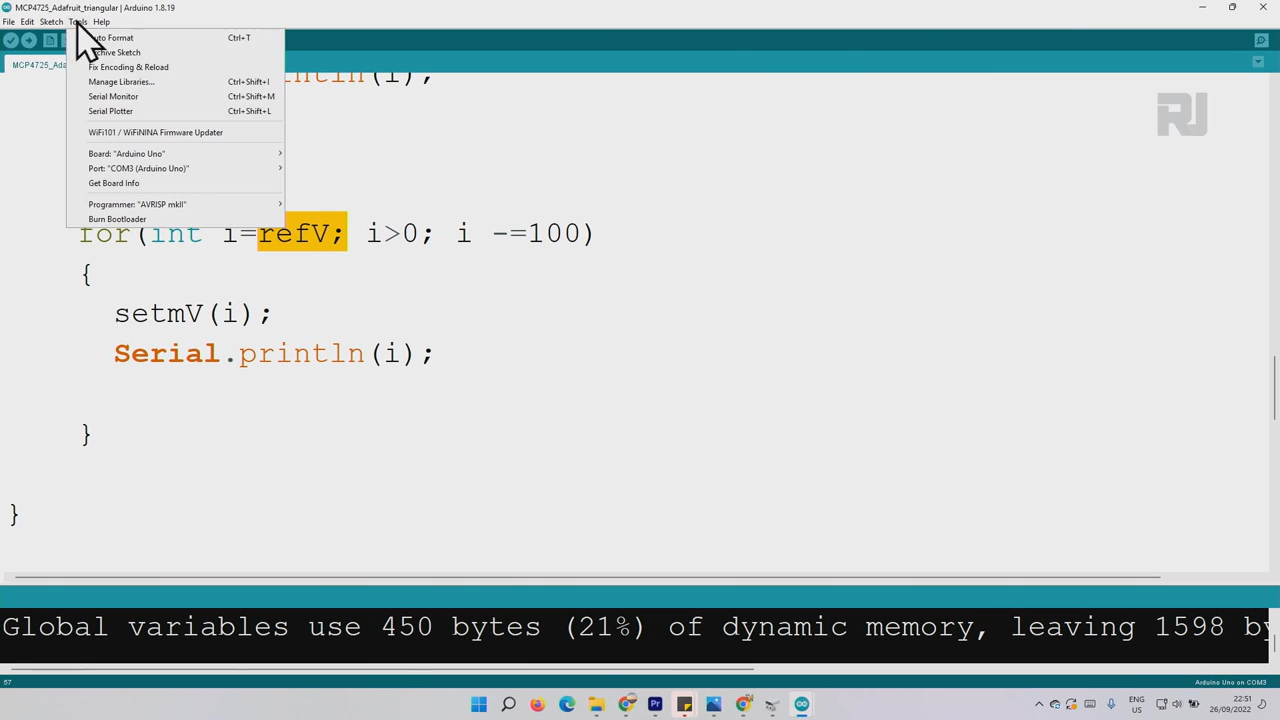 MCP4725_Adafruit_triangular | Arduino 1.8.19
File Edit Sketch Tools Help
Format Ctrl+T
Sketch
Fix Encoding & Reload
Manage Libraries... Ctrl+Shift+I
Serial Monitor Ctrl+Shift+M
Serial Plotter Ctrl+Shift+L
WiFi101 / WiFiNINA Firmware Updater
Board: "Arduino Uno"
Port: "COM3 (Arduino Uno)"
Get Board Info
Programmer: "AVRISP mkII"
Burn Bootloader
MCP4725_Ada
(i);
RJ
for(int i=refV; i>0; i -=100)
{
setmV(i);
Serial.println(i);
}
}
Global variables use 450 bytes (21%) of dynamic memory, leaving 1598 by
57
Arduino Uno on COM3
ENG
US
22:51
26/09/2022